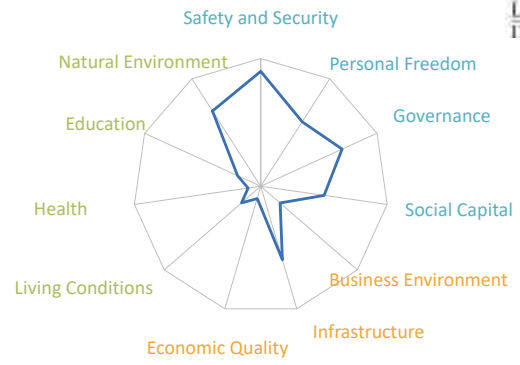 Safety and Security
Natural Environment
Personal Freedom
Education
Governance
Health
Social Capital
Living Conditions
Business Environment
Infrastructure
Economic Quality